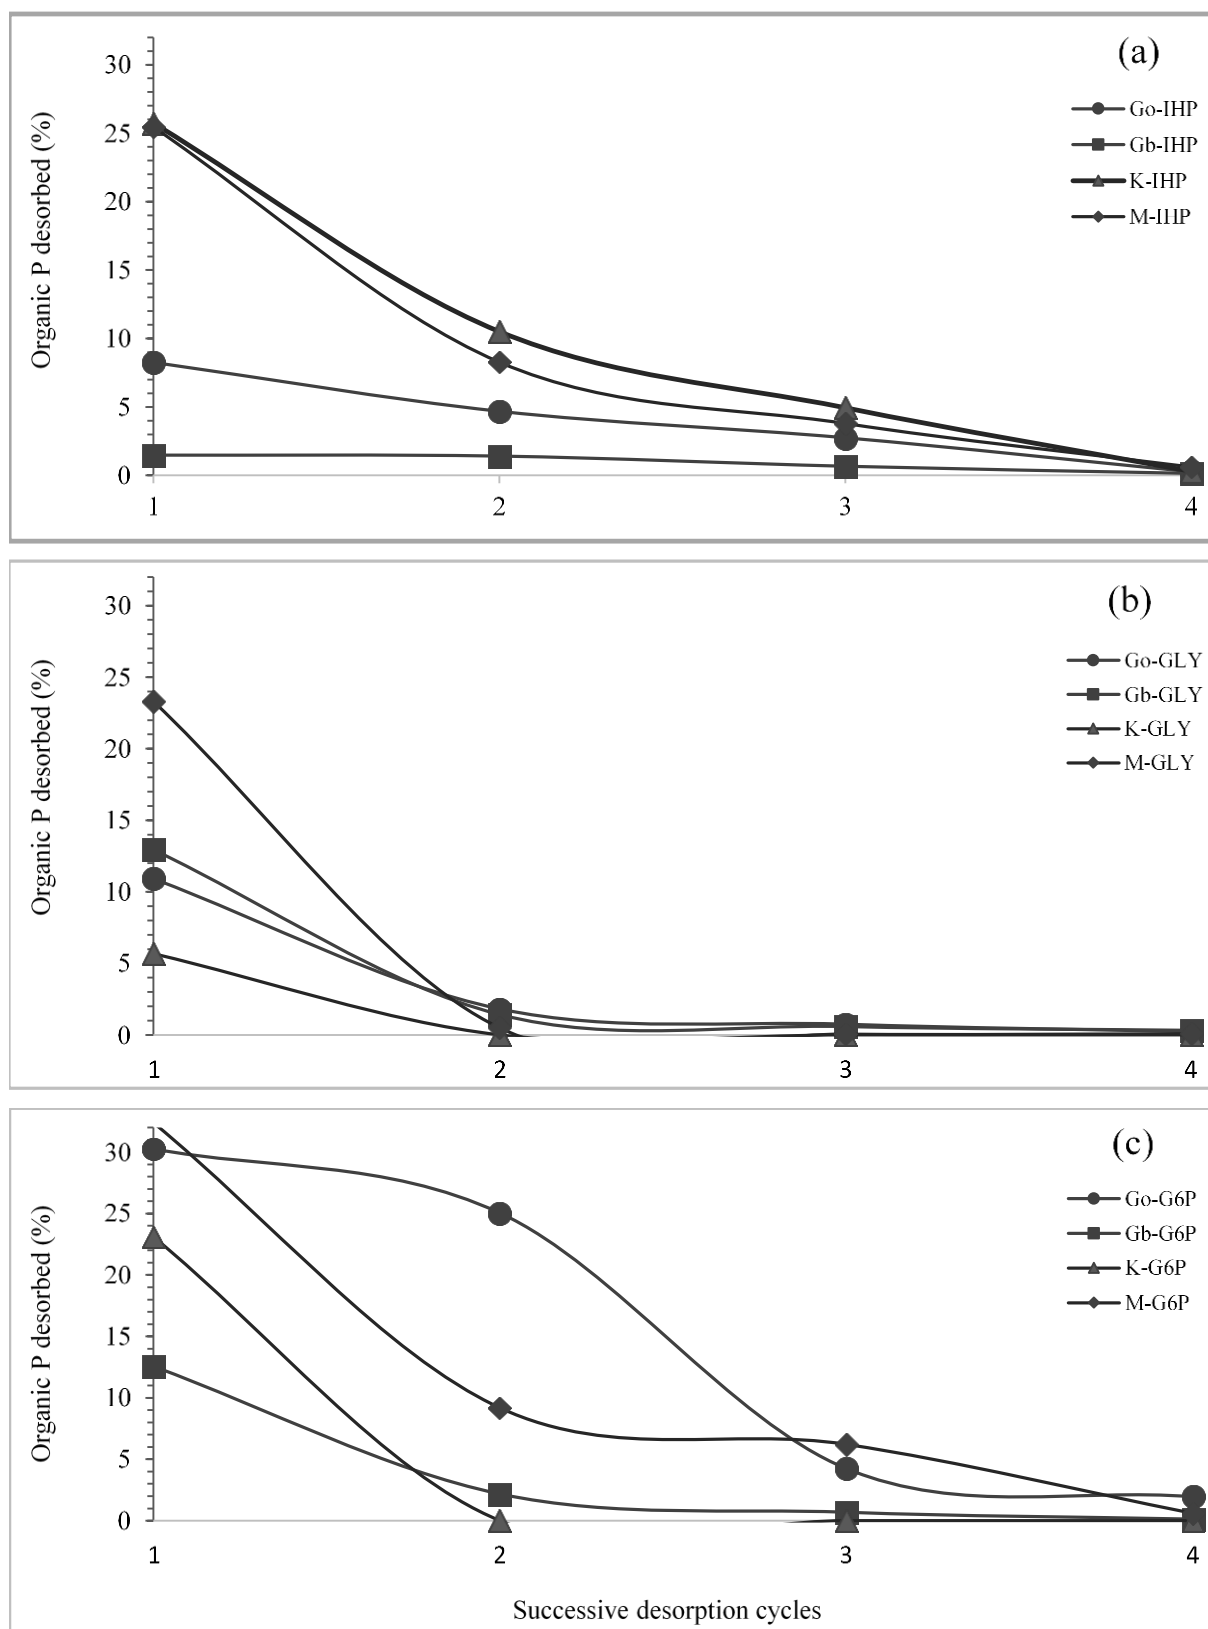 (a)
Organic P desorbed (%)
30
25
20
15
10
5
0
1 2 3 4
Go-IHP
Gb-IHP
K-IHP
M-IHP
(b)
Organic P desorbed (%)
30
25
20
15
10
5
0
1 2 3 4
Go-GLY
Gb-GLY
K-GLY
M-GLY
(c)
Organic P desorbed (%)
30
25
20
15
10
5
0
1 2 3 4
Go-G6P
Gb-G6P
K-G6P
M-G6P
Successive desorption cycles